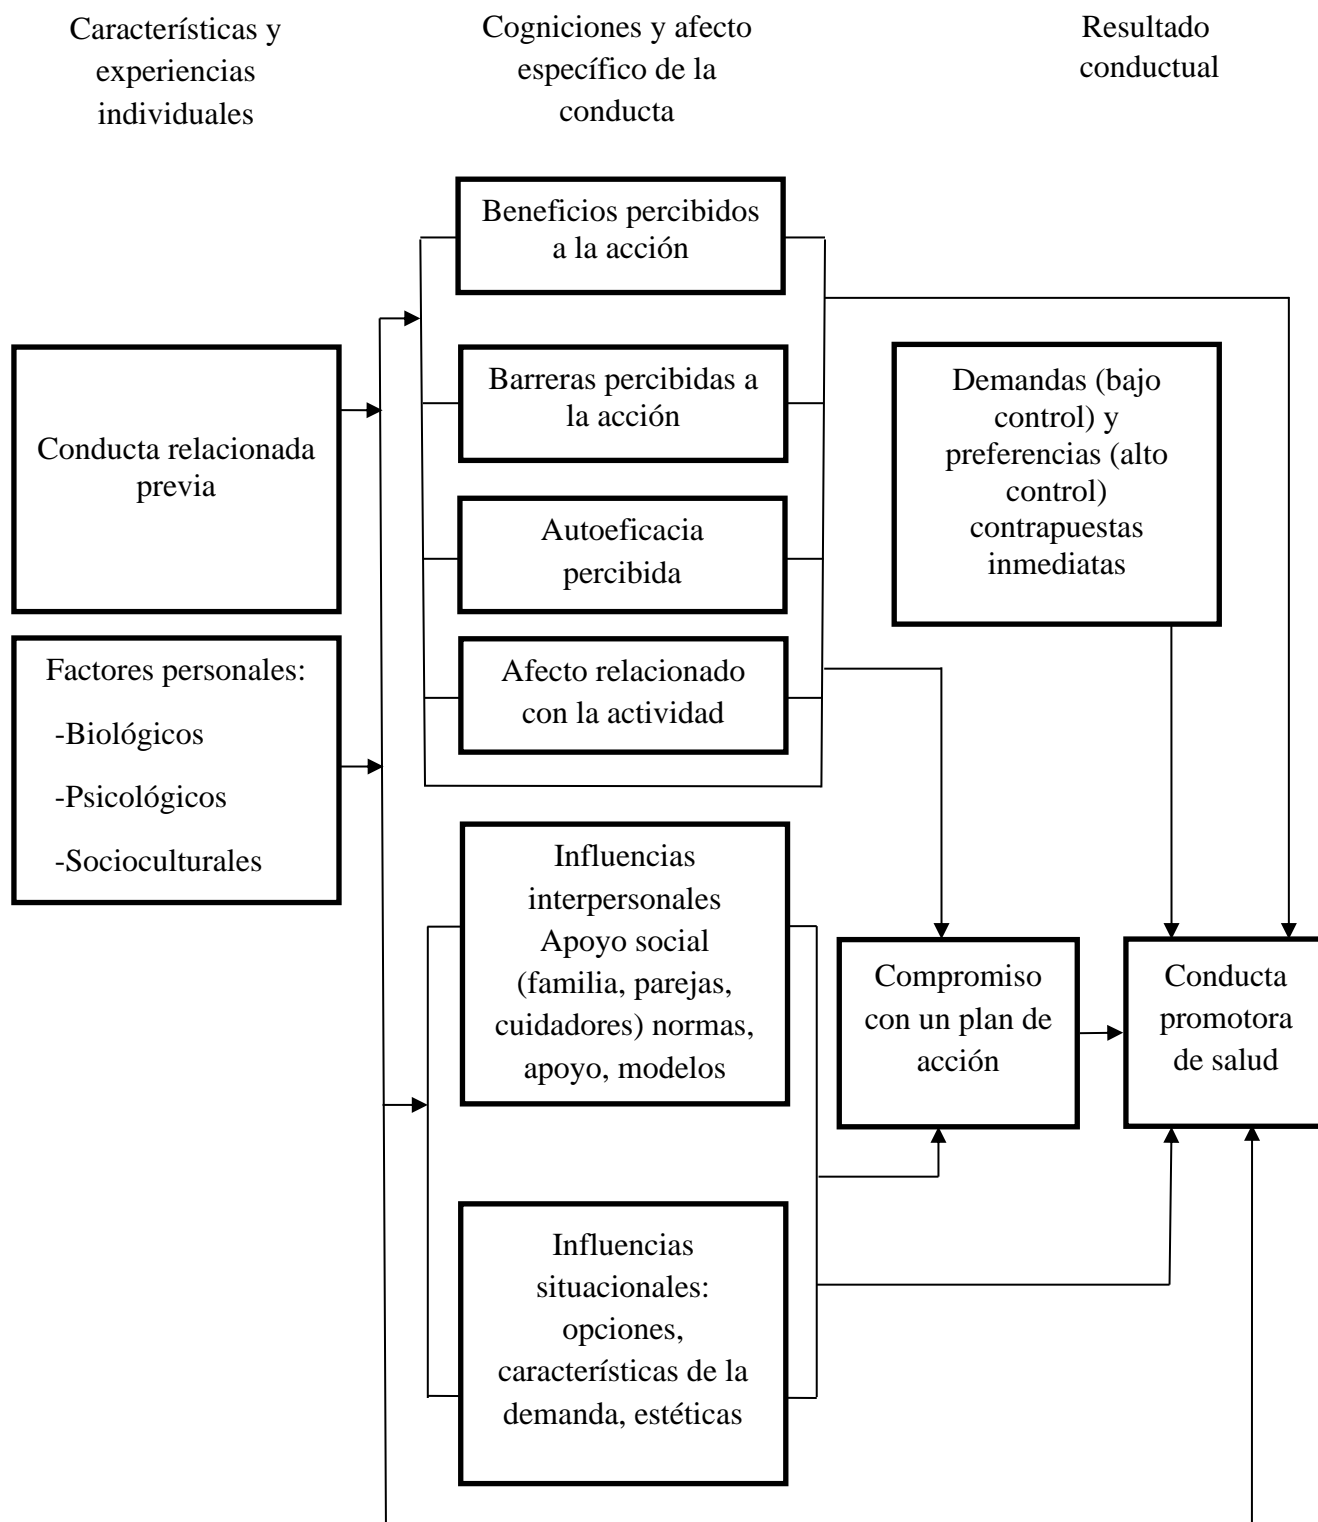 Características y
experiencias
individuales
Cogniciones y afecto
específico de la
conducta
Resultado
conductual
Conducta relacionada
previa
Factores personales:
-Biológicos
-Psicológicos
-Socioculturales
Beneficios percibidos
a la acción
Barreras percibidas a
la acción
Autoeficacia
percibida
Afecto relacionado
con la actividad
Influencias
interpersonales
Apoyo social
(familia, parejas,
cuidadores) normas,
apoyo, modelos
Influencias
situacionales:
opciones,
características de la
demanda, estéticas
Demandas (bajo
control) y
preferencias (alto
control)
contrapuestas
inmediatas
Compromiso
con un plan de
acción
Conducta
promotora
de salud